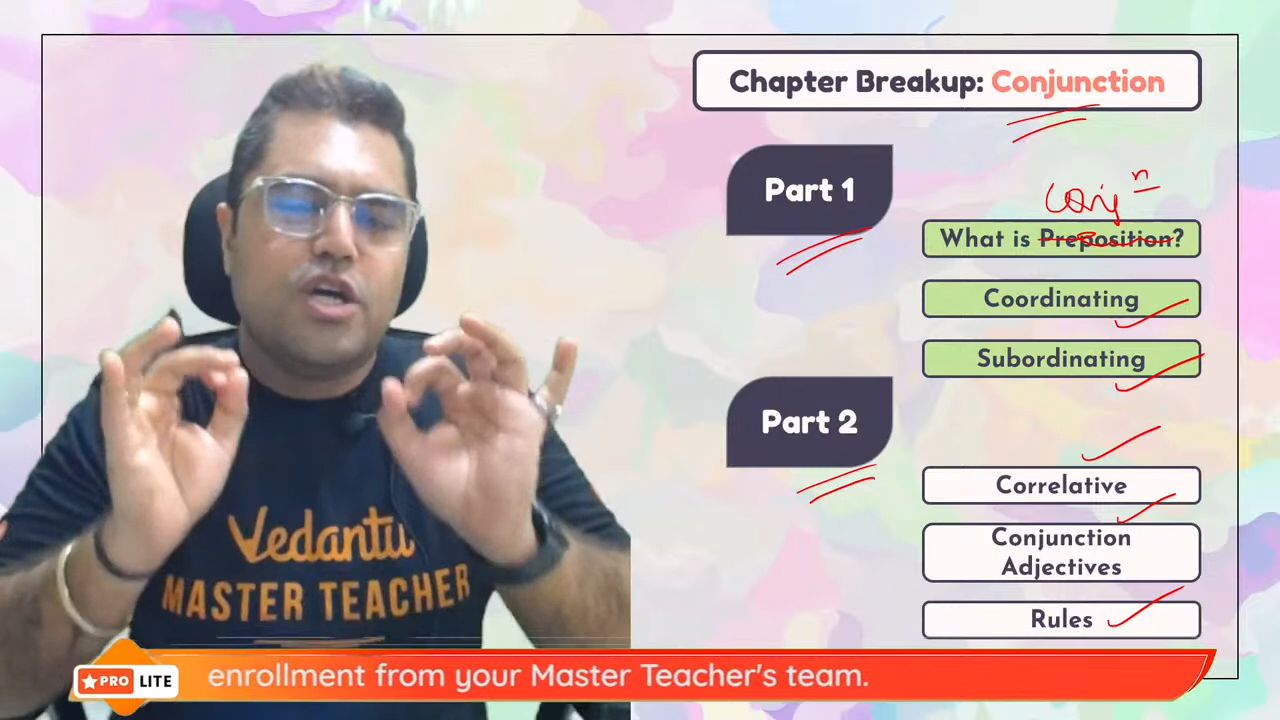 Chapter Breakup: Conjunction
Part 1
conjn
What is Preposition?
Coordinating
Subordinating
Part 2
Correlative
Conjunction
Adjectives
Rules
Vedantu
MASTER TEACHER
PRO LITE
enrollment from your Master Teacher's team.